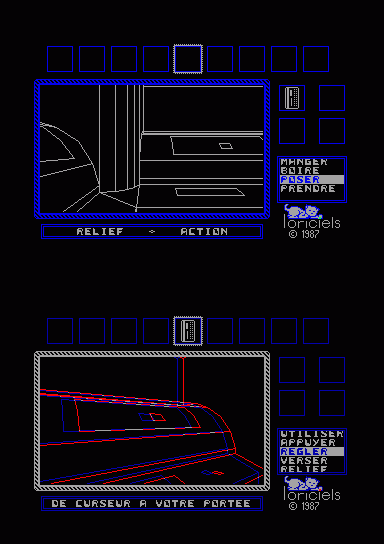 MANGER
BOIRE
POSER
PRENDRE
loriciels
© 1987
RELIEF ACTION
UTILISER
APPUYER
REGLER
VERSER
RELIEF
loriciels
© 1987
DE CURSEUR A VOTRE PORTEE